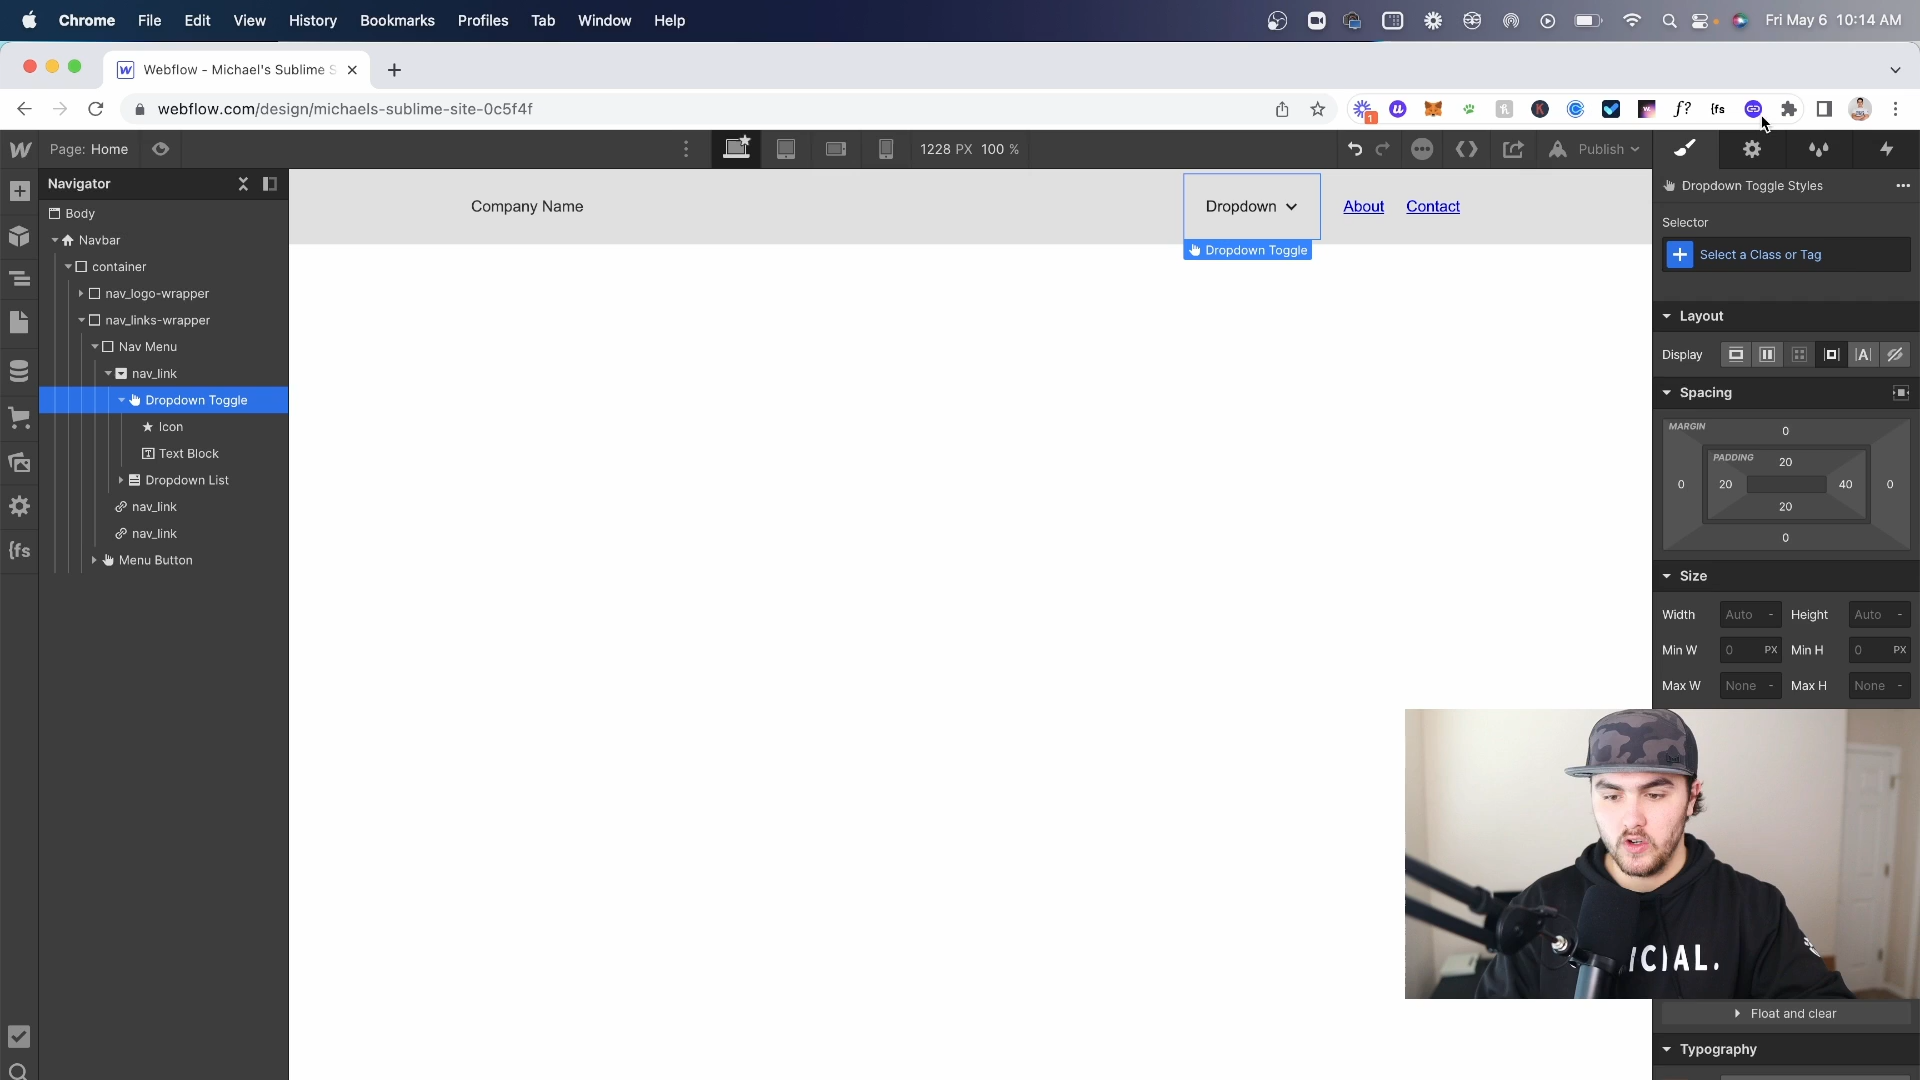 Chrome File Edit View History Bookmarks Profiles Tab Window Help Fri May 6 10:14 AM
Webflow - Michael's Sublime S
webflow.com/design/michaels-sublime-site-0c5f4f
1
Page: Home 1228 PX 100 % Publish
Navigator
Body
Navbar
container
nav_logo-wrapper
nav_links-wrapper
Nav Menu
nav_link
Dropdown Toggle
Icon
Text Block
Dropdown List
nav_link
nav_link
Menu Button
{fs
Company Name Dropdown About Contact
Dropdown Toggle
Dropdown Toggle Styles
Selector
Select a Class or Tag
Layout
Display
Spacing
MARGIN 0
PADDING 20
0 20 40 0
20
0
Size
Width Auto - Height Auto -
Min W 0 PX Min H 0 PX
Max W None - Max H None -
ICIAL.
Float and clear
Typography